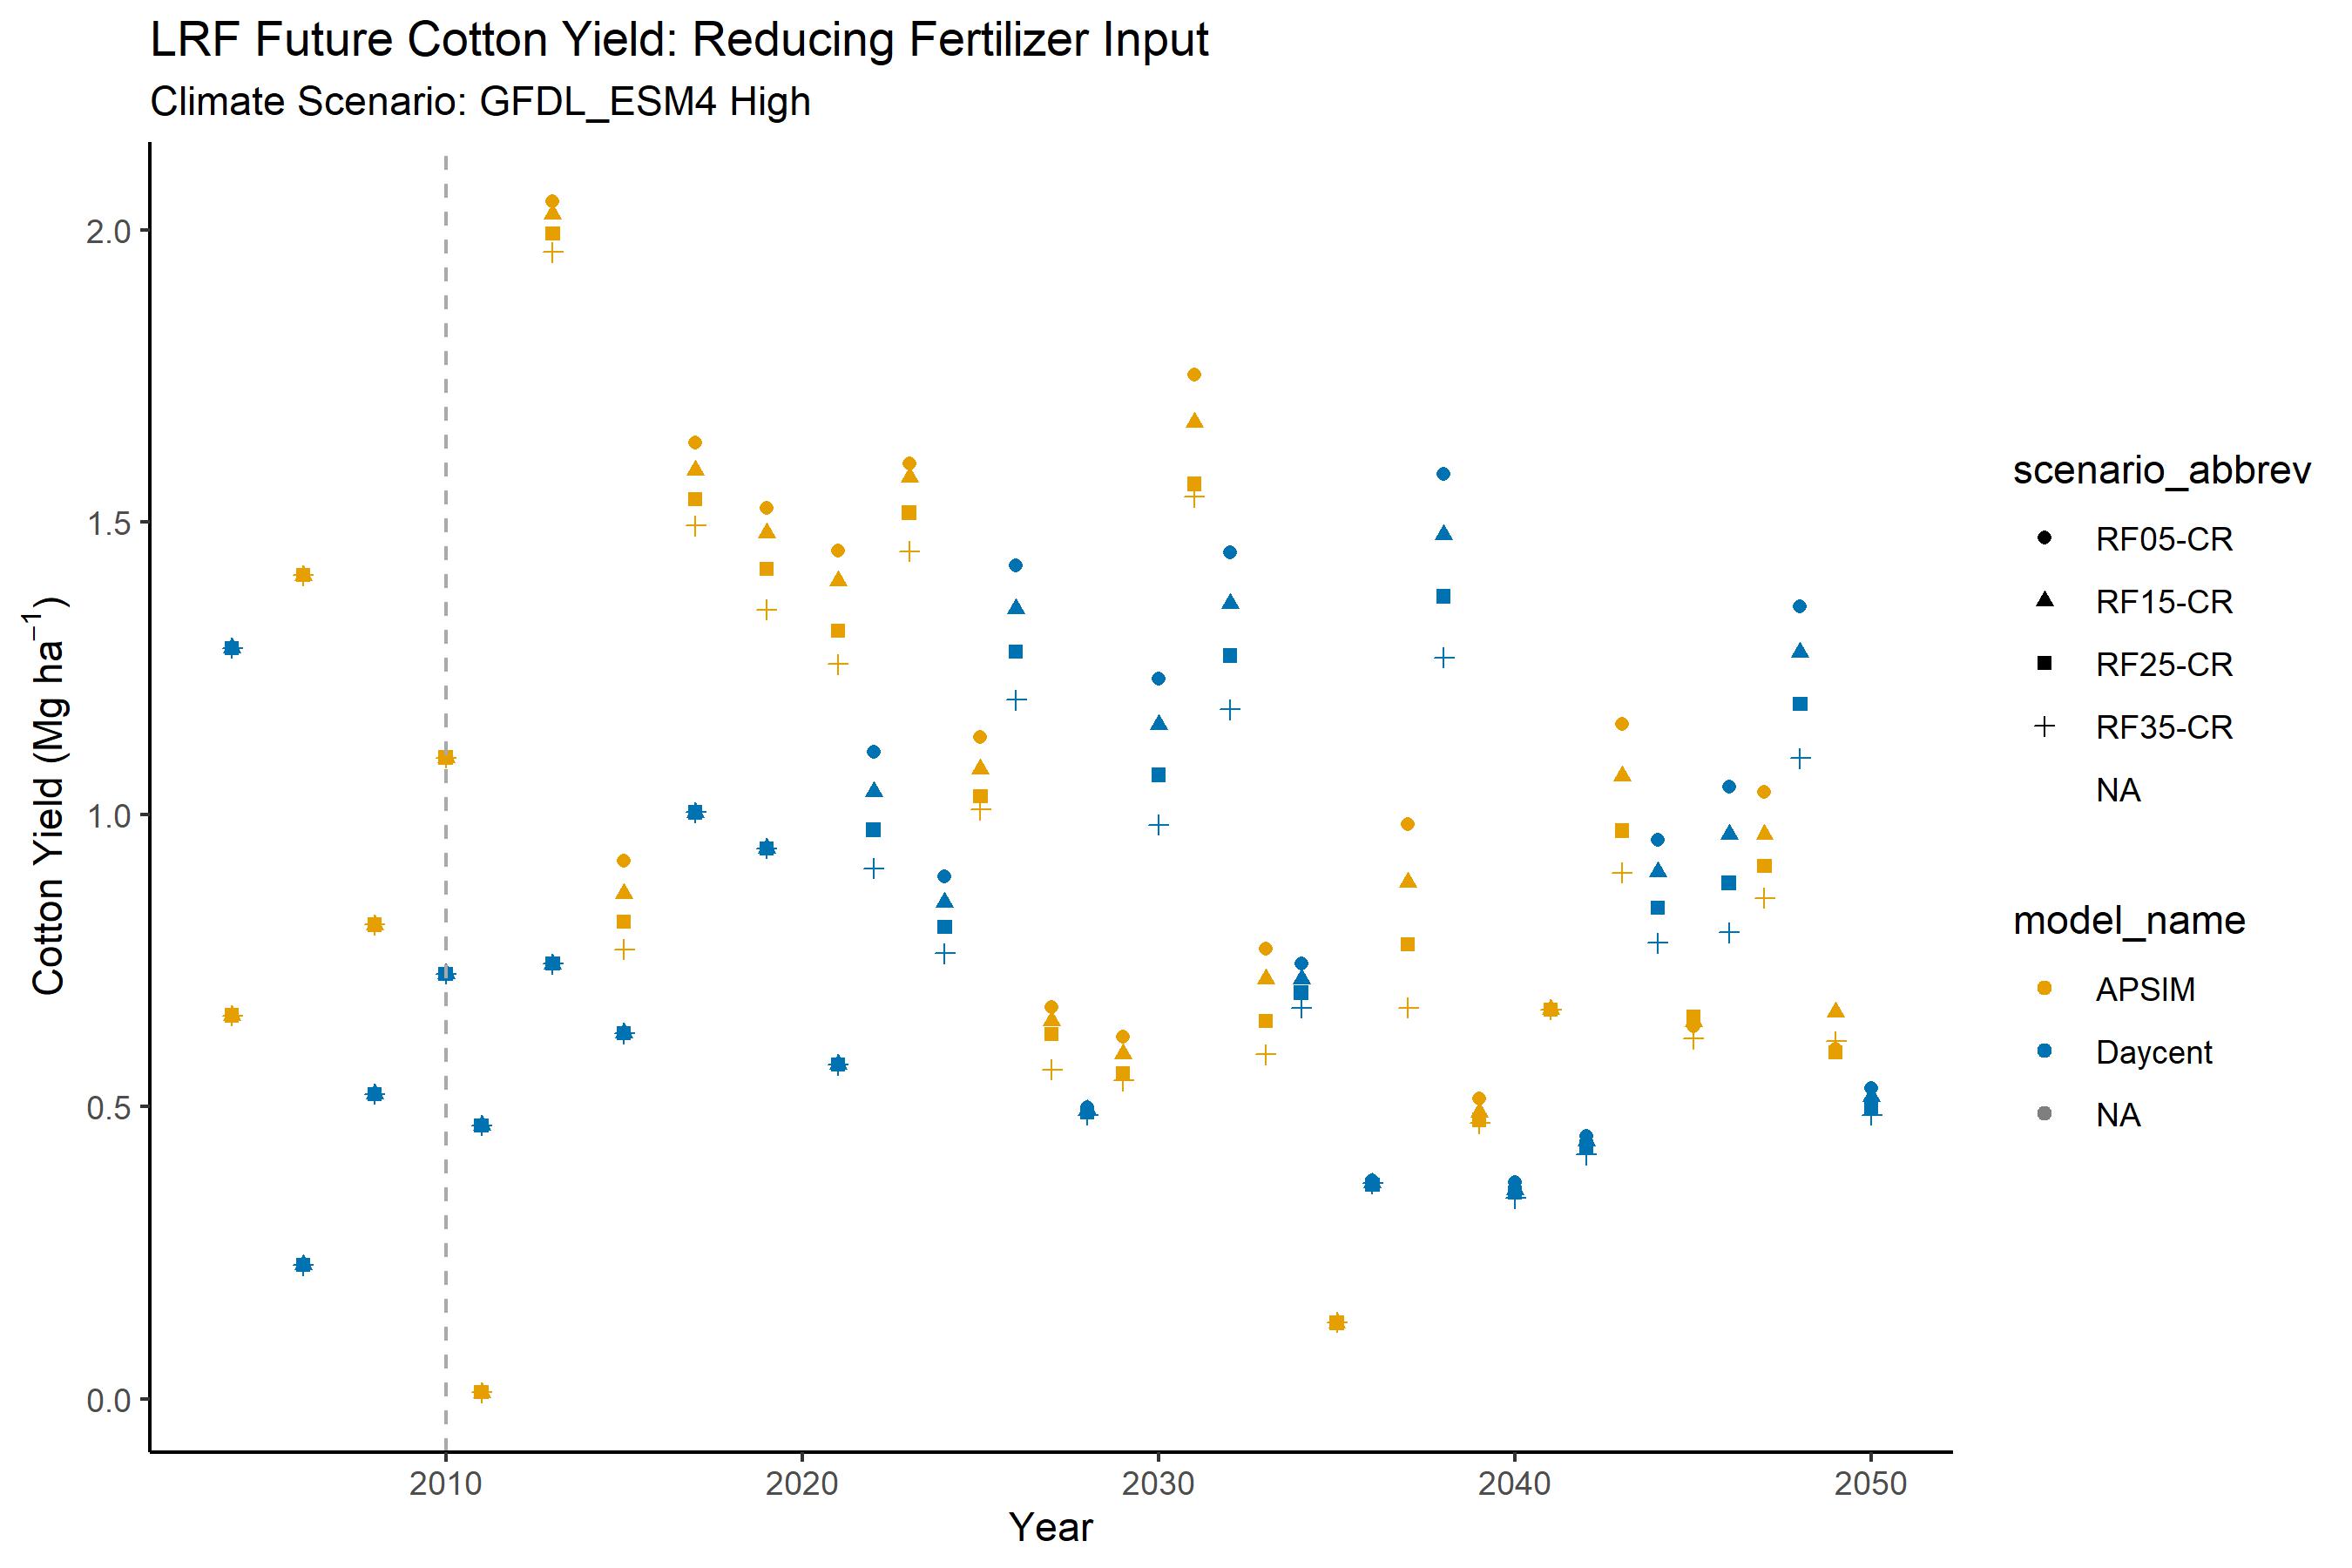 LRF Future Cotton Yield: Reducing Fertilizer Input
Climate Scenario: GFDL_ESM4 High
Cotton Yield (Mg ha⁻¹)
2.0
1.5
1.0
0.5
0.0
2010 2020 2030 2040 2050
Year
scenario_abbrev
RF05-CR
RF15-CR
RF25-CR
RF35-CR
NA
model_name
APSIM
Daycent
NA